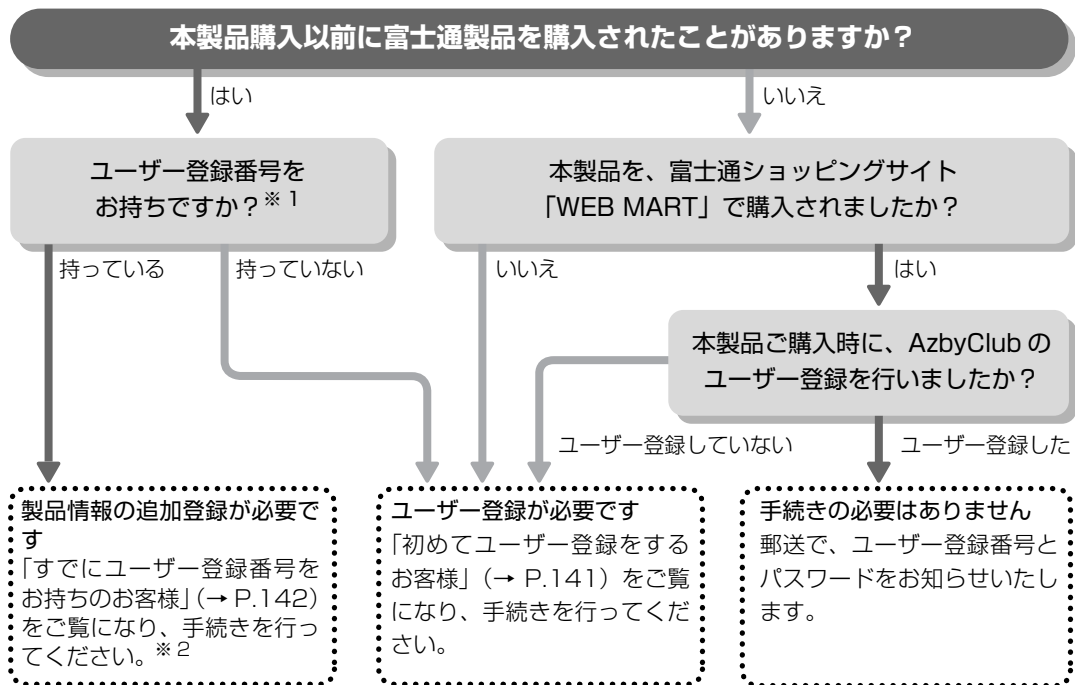 本製品購入以前に富士通製品を購入されたことがありますか？
はい
いいえ
ユーザー登録番号を
お持ちですか？※1
本製品を、富士通ショッピングサイト
「WEB MART」で購入されましたか？
持っている
持っていない
いいえ
はい
本製品ご購入時に、AzbyClub の
ユーザー登録を行いましたか？
ユーザー登録していない
ユーザー登録した
製品情報の追加登録が必要で
す
「すでにユーザー登録番号を
お持ちのお客様」（→ P.142）
をご覧になり、手続きを行っ
てください。※2
ユーザー登録が必要です
「初めてユーザー登録をする
お客様」（→ P.141）をご覧
になり、手続きを行ってくだ
さい。
手続きの必要はありません
郵送で、ユーザー登録番号と
パスワードをお知らせいたし
ます。